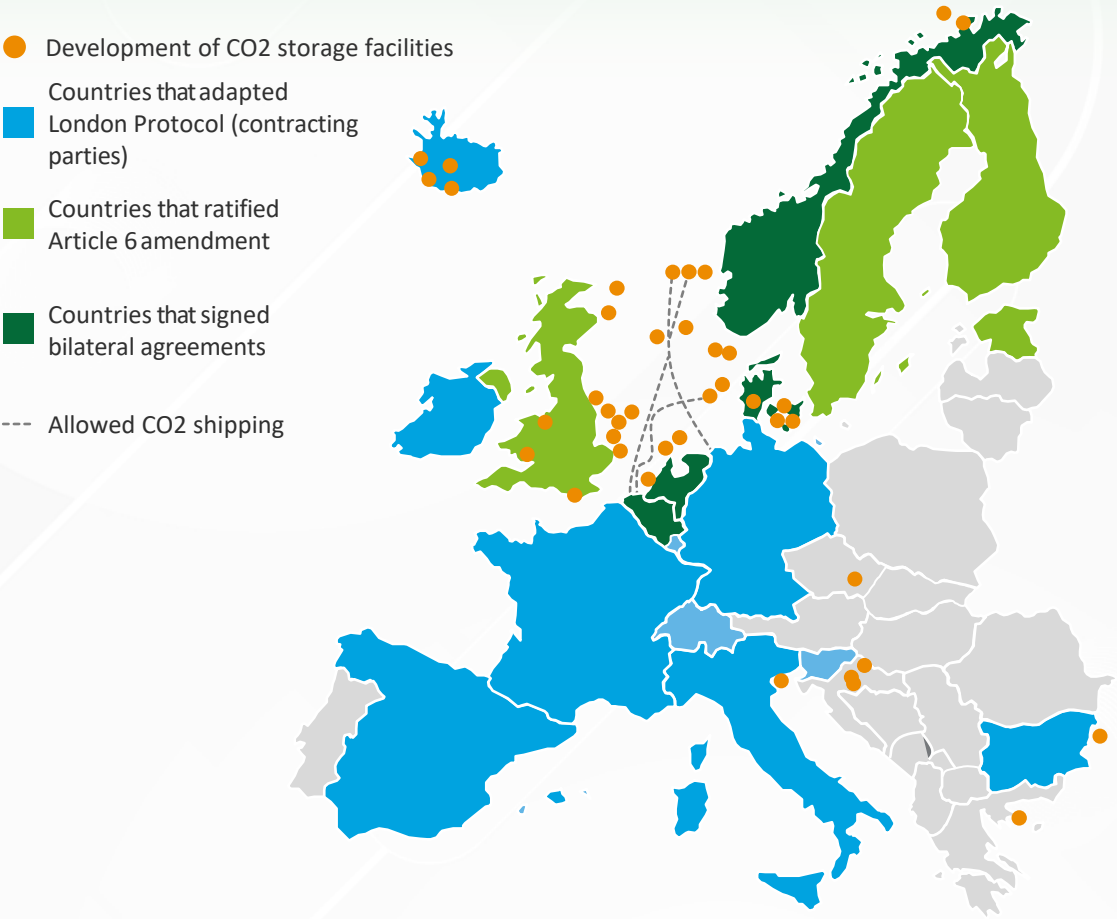 Development of CO2 storage facilities
Countries that adapted
London Protocol (contracting
parties)
Countries that ratified
Article 6 amendment
Countries that signed
bilateral agreements
Allowed CO2 shipping